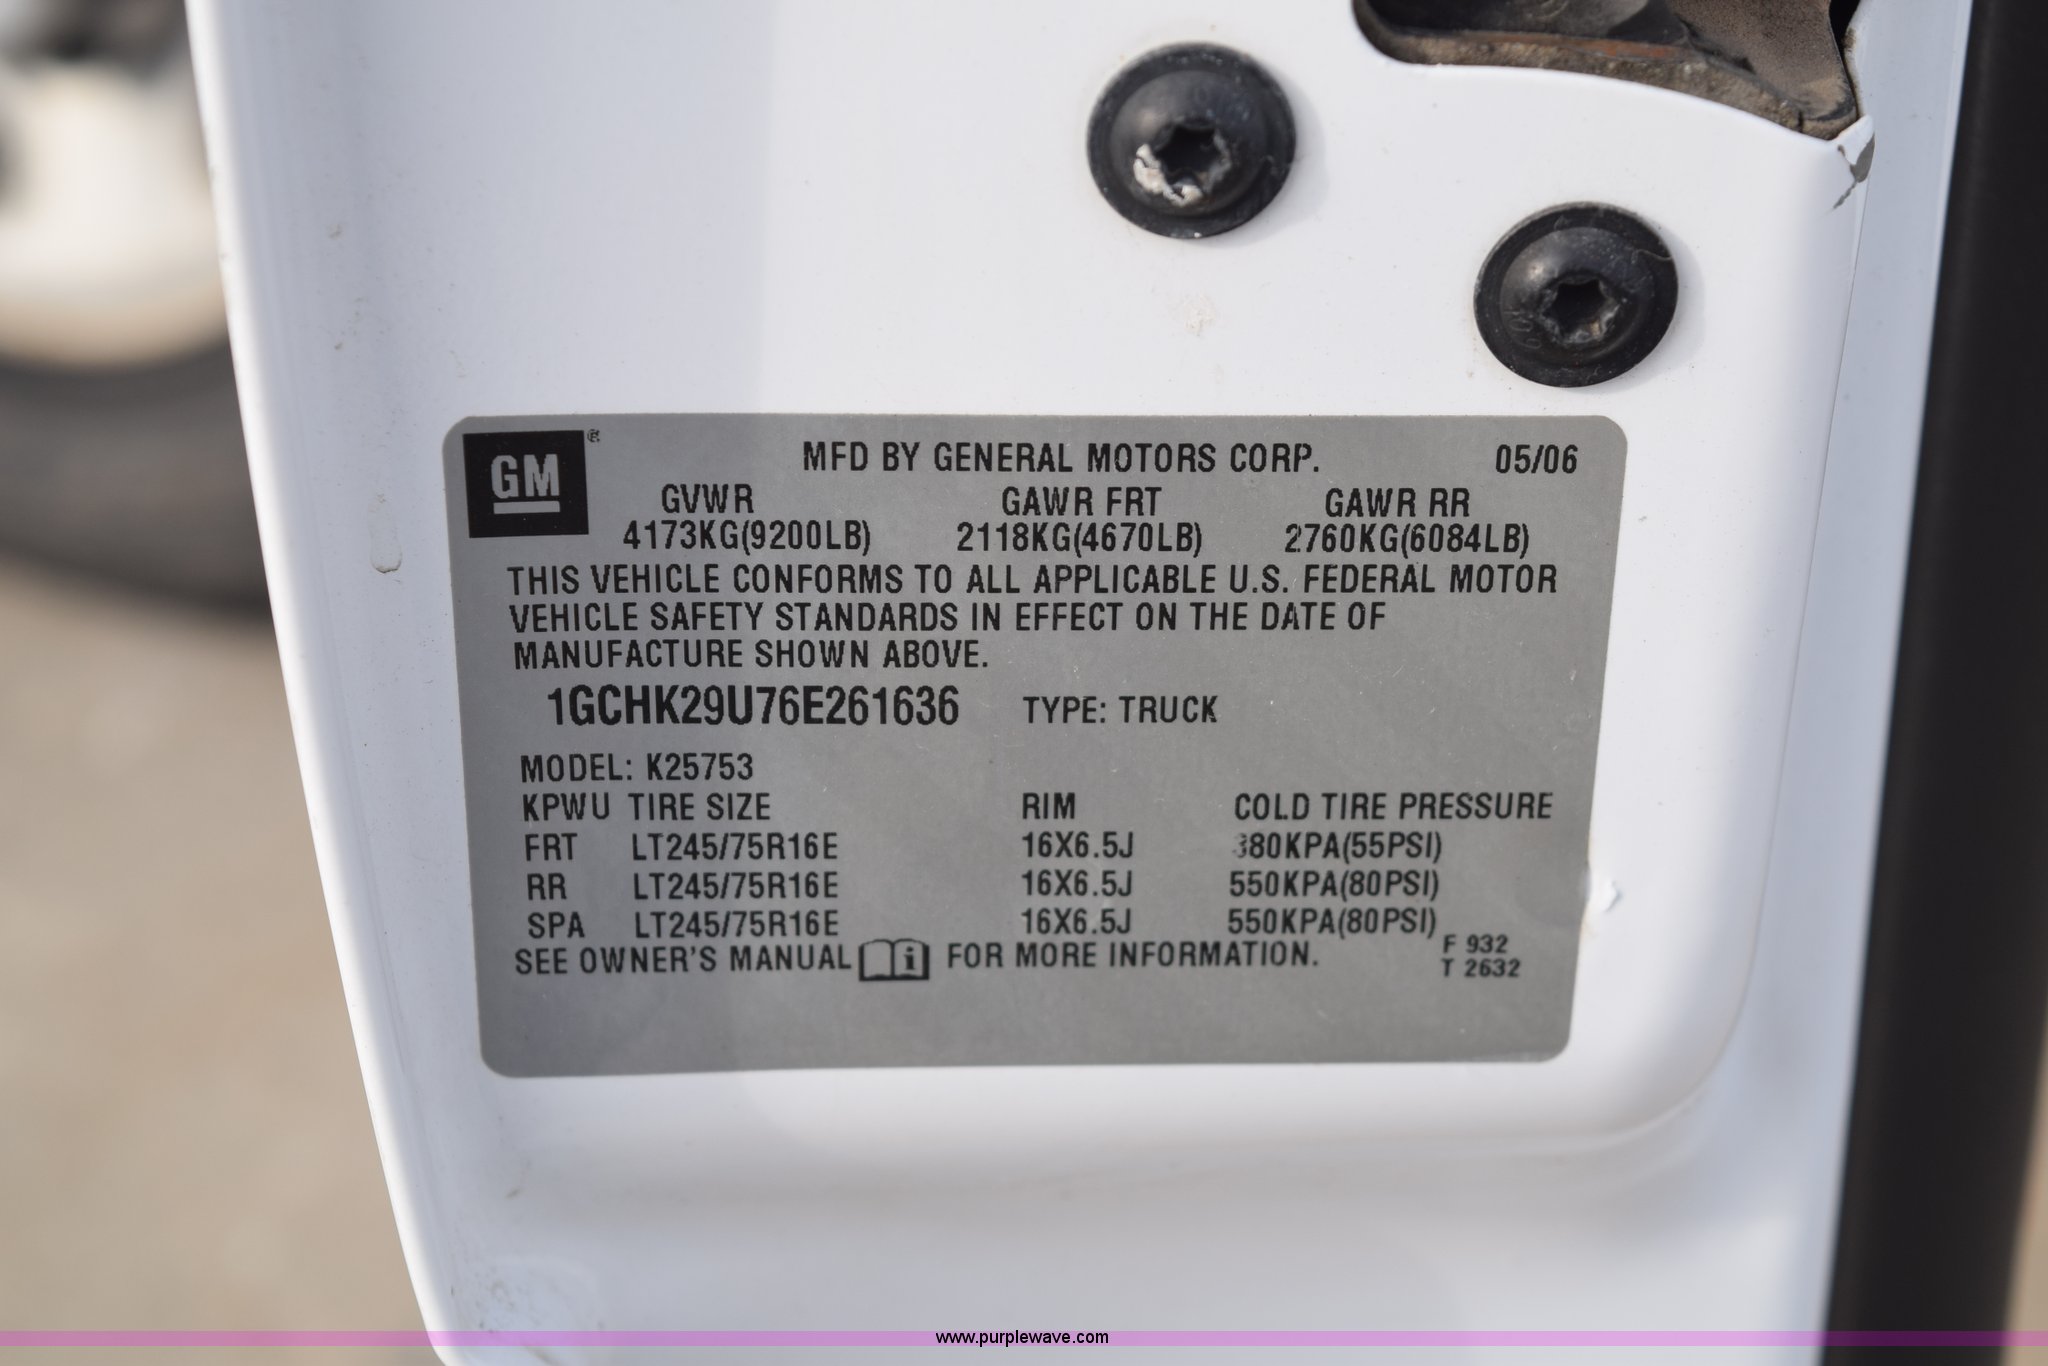 GM ® MFD BY GENERAL MOTORS CORP. 05/06
GVWR GAWR FRT GAWR RR
4173KG(9200LB) 2118KG(4670LB) 2760KG(6084LB)
THIS VEHICLE CONFORMS TO ALL APPLICABLE U.S. FEDERAL MOTOR
VEHICLE SAFETY STANDARDS IN EFFECT ON THE DATE OF
MANUFACTURE SHOWN ABOVE.
1GCHK29U76E261636 TYPE: TRUCK
MODEL: K25753
KPWU TIRE SIZE RIM COLD TIRE PRESSURE
FRT LT245/75R16E 16X6.5J 380KPA(55PSI)
RR LT245/75R16E 16X6.5J 550KPA(80PSI)
SPA LT245/75R16E 16X6.5J 550KPA(80PSI)
SEE OWNER'S MANUAL i FOR MORE INFORMATION.
F 932
T 2632
www.purplewave.com